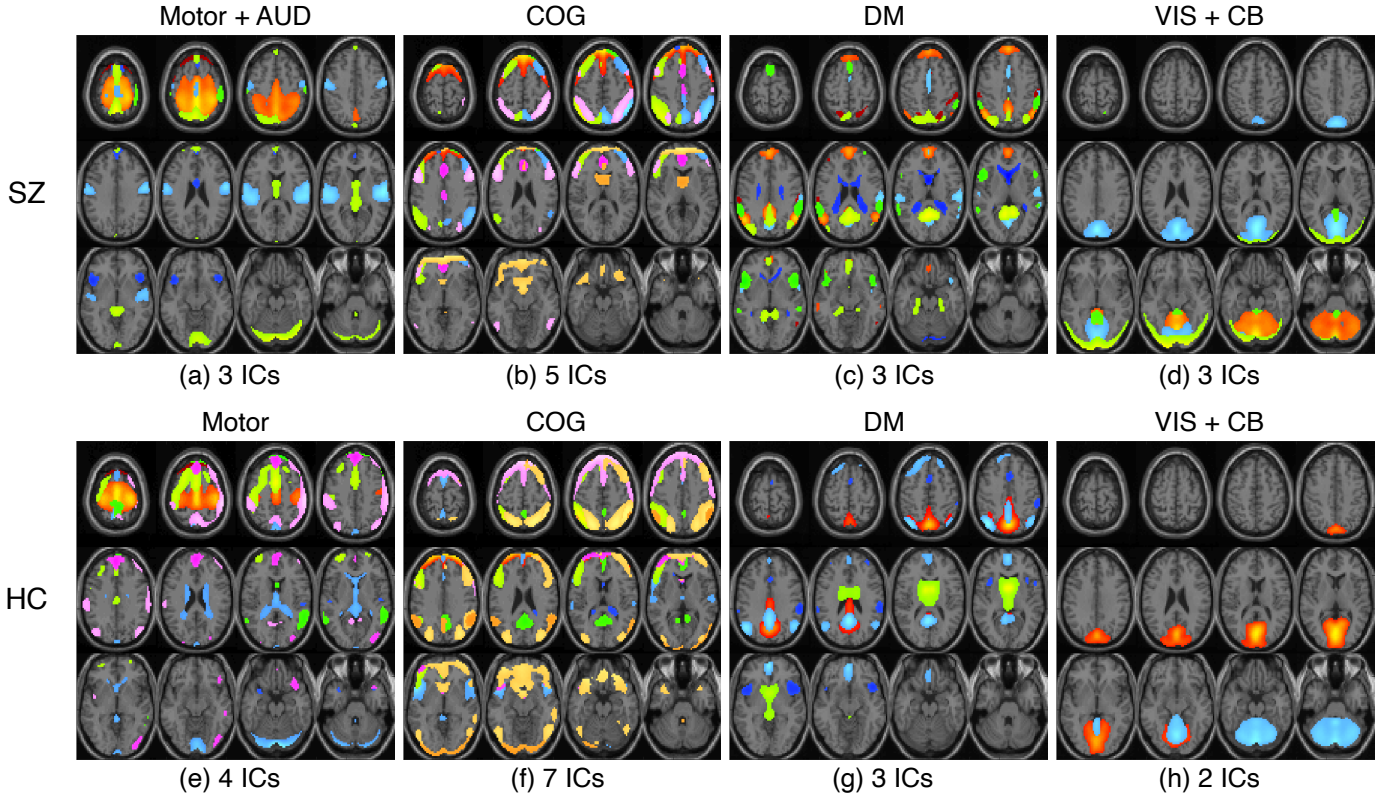 Motor + AUD COG DM VIS + CB
SZ
(a) 3 ICs (b) 5 ICs (c) 3 ICs (d) 3 ICs
Motor COG DM VIS + CB
HC
(e) 4 ICs (f) 7 ICs (g) 3 ICs (h) 2 ICs